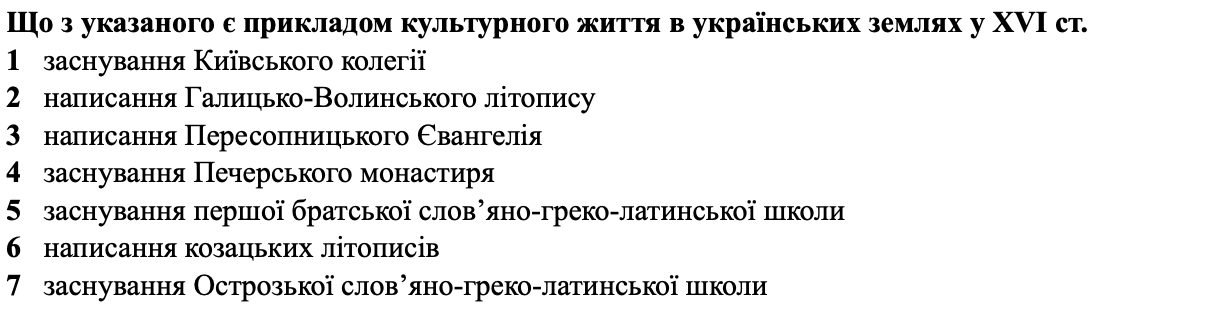 Що з указаного є прикладом культурного життя в українських землях у XVI ст.
1 заснування Київського колегії
2 написання Галицько-Волинського літопису
3 написання Пересопницького Євангелія
4 заснування Печерського монастиря
5 заснування першої братської слов’яно-греко-латинської школи
6 написання козацьких літописів
7 заснування Острозької слов’яно-греко-латинської школи